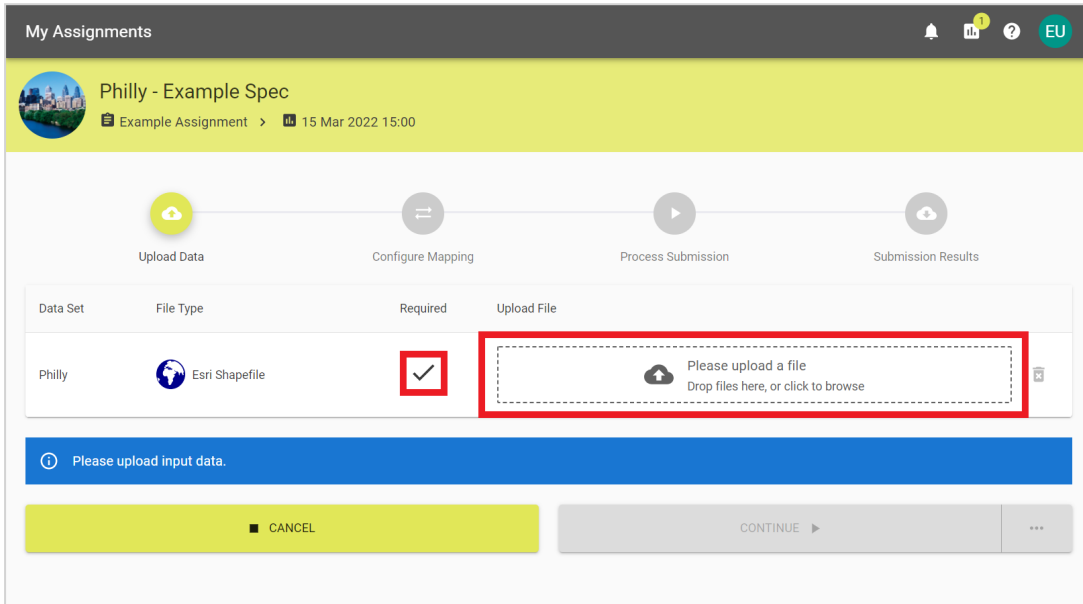 My Assignments
1
EU
Philly - Example Spec
Example Assignment > 15 Mar 2022 15:00
Upload Data
Configure Mapping
Process Submission
Submission Results
Data Set File Type Required Upload File
Philly Esri Shapefile
Please upload a file
Drop files here, or click to browse
Please upload input data.
CANCEL
CONTINUE